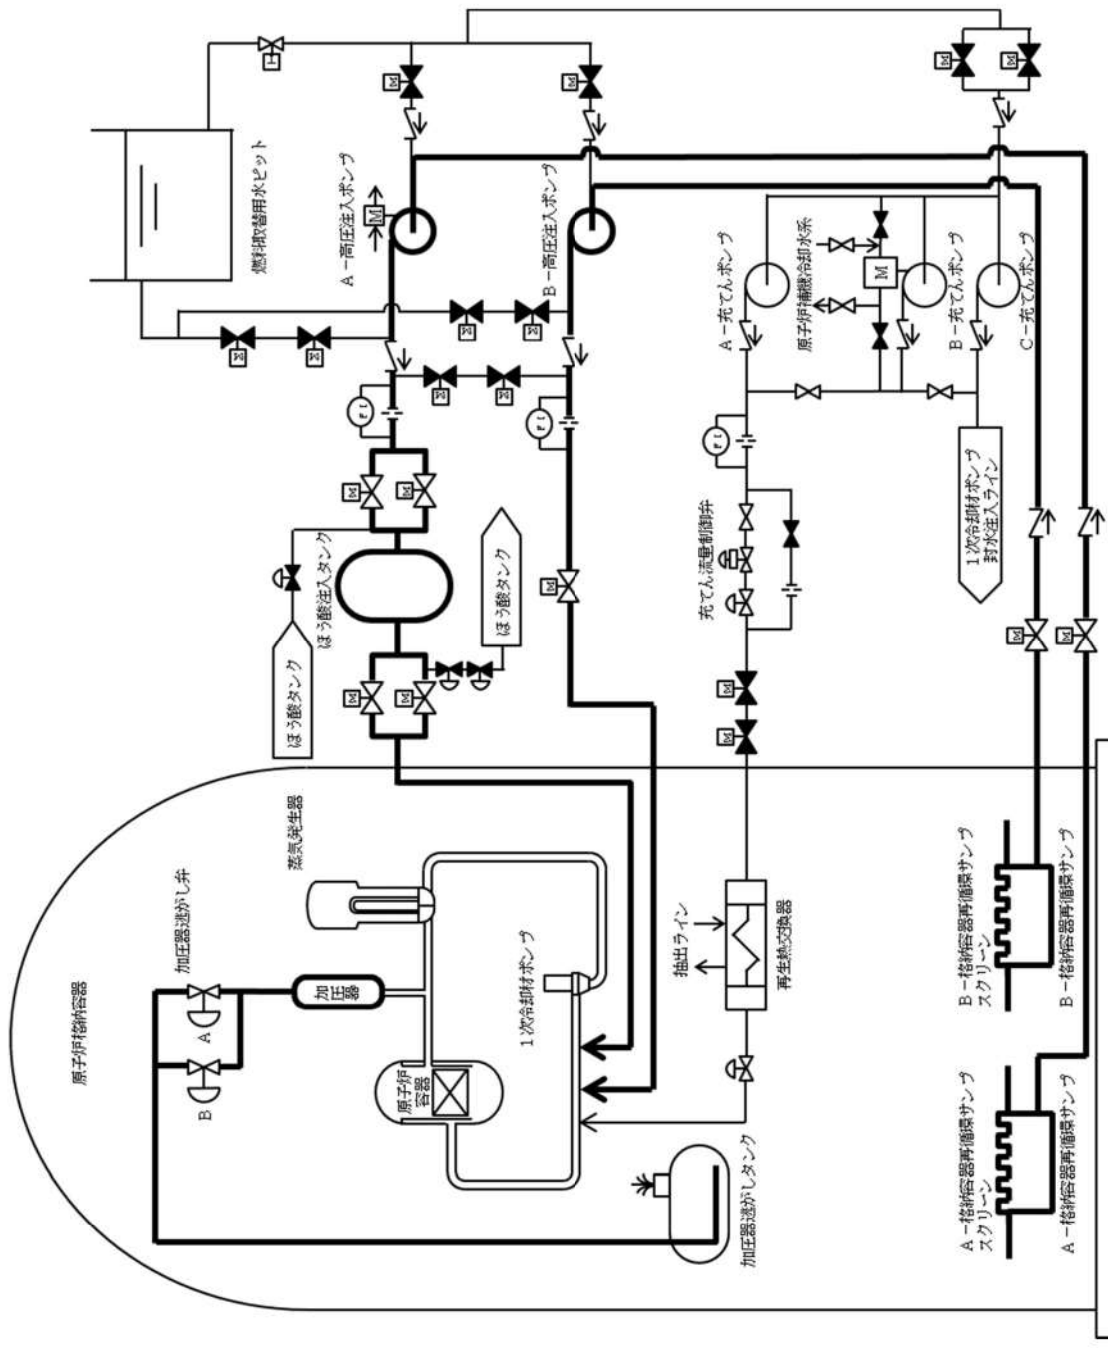 燃料取替用水ピット
A－高圧注入ポンプ
M
B－高圧注入ポンプ
A－充てんポンプ
原子炉補機冷却水系
M
B－充てんポンプ
C－充てんポンプ
M
M
M
M
M
M
M
M
M
M
FI
FI
FI
M
M
ほう酸注入タンク
ほう酸タンク
ほう酸タンク
M
M
M
充てん流量制御弁
1次冷却材ポンプ
封水注入ライン
M
M
M
M
原子炉格納容器
加圧器逃がし弁
A
B
蒸気発生器
加圧器
原子炉
容器
1次冷却材ポンプ
抽出ライン
再生熱交換器
加圧器逃がしタンク
B－格納容器再循環サンプ
スクリーン
B－格納容器再循環サンプ
A－格納容器再循環サンプ
スクリーン
A－格納容器再循環サンプ